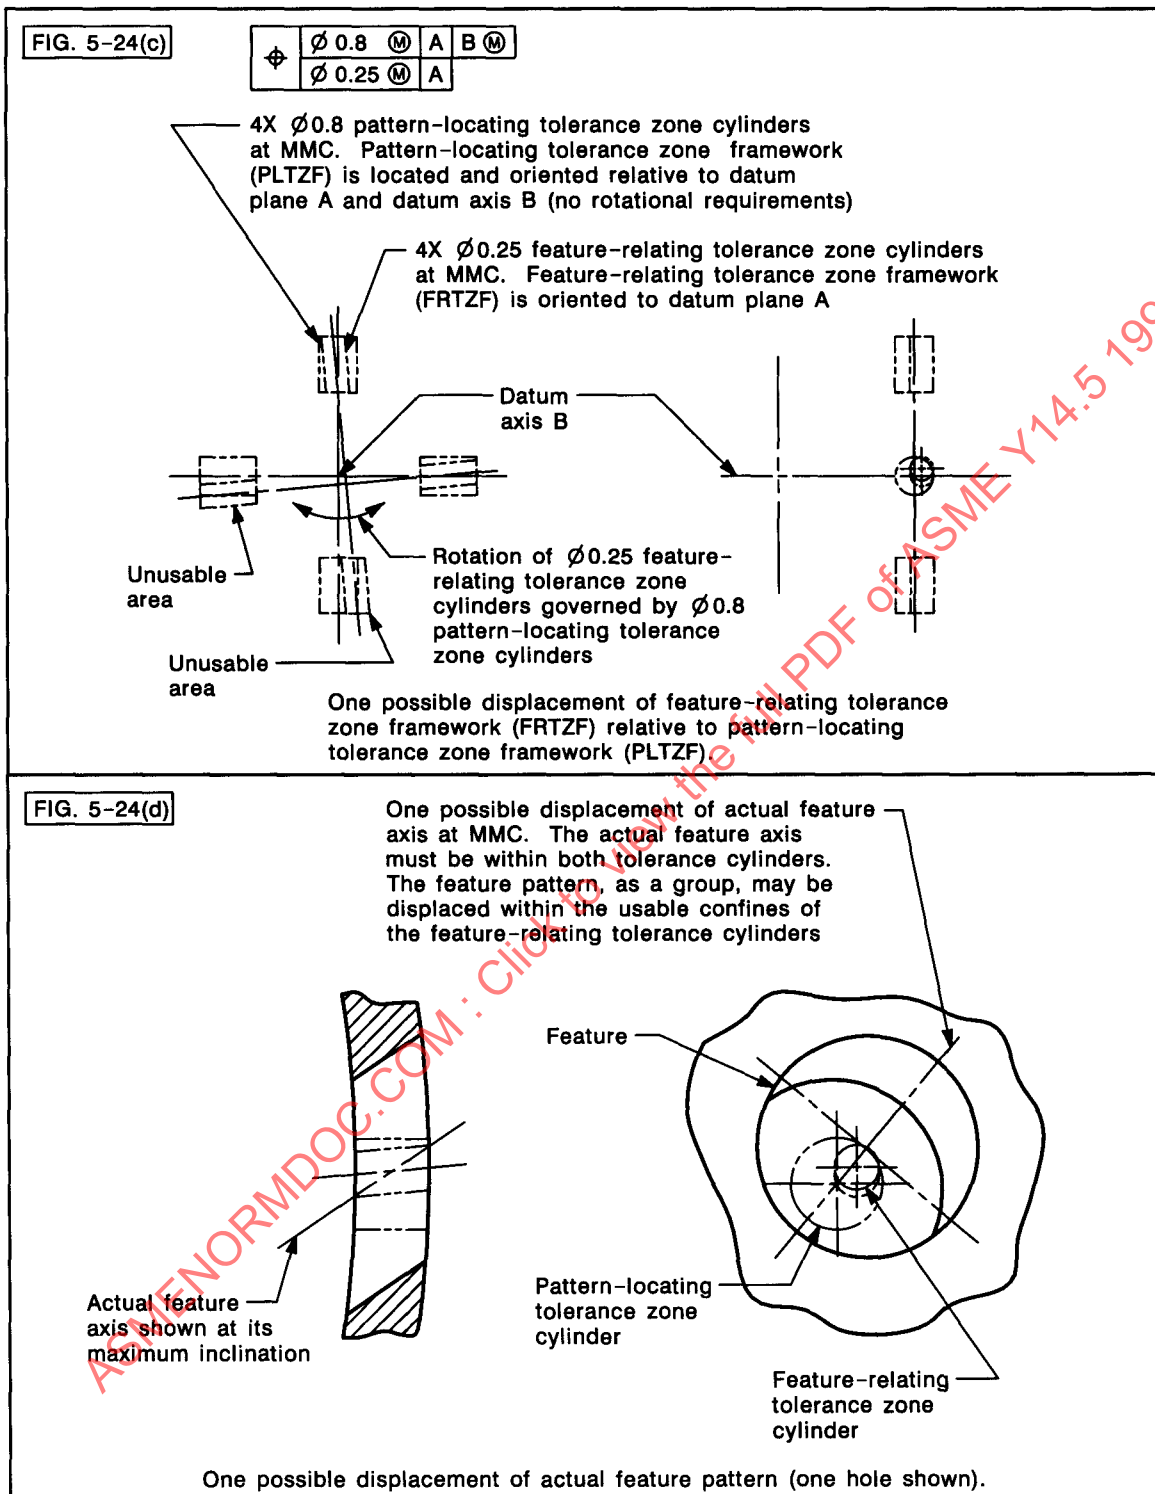 FIG. 5-24(c)
⌖ ∅ 0.8 Ⓜ A B Ⓜ
∅ 0.25 Ⓜ A
4X ∅0.8 pattern-locating tolerance zone cylinders
at MMC. Pattern-locating tolerance zone framework
(PLTZF) is located and oriented relative to datum
plane A and datum axis B (no rotational requirements)
4X ∅0.25 feature-relating tolerance zone cylinders
at MMC. Feature-relating tolerance zone framework
(FRTZF) is oriented to datum plane A
Datum
axis B
Unusable
area
Rotation of ∅0.25 feature-
relating tolerance zone
cylinders governed by ∅0.8
pattern-locating tolerance
zone cylinders
Unusable
area
One possible displacement of feature-relating tolerance
zone framework (FRTZF) relative to pattern-locating
tolerance zone framework (PLTZF).
FIG. 5-24(d)
One possible displacement of actual feature
axis at MMC. The actual feature axis
must be within both tolerance cylinders.
The feature pattern, as a group, may be
displaced within the usable confines of
the feature-relating tolerance cylinders
Feature
Actual feature
axis shown at its
maximum inclination
Pattern-locating
tolerance zone
cylinder
Feature-relating
tolerance zone
cylinder
One possible displacement of actual feature pattern (one hole shown).
ASMENORMDOC.COM : Click to view the full PDF of ASME Y14.5 199